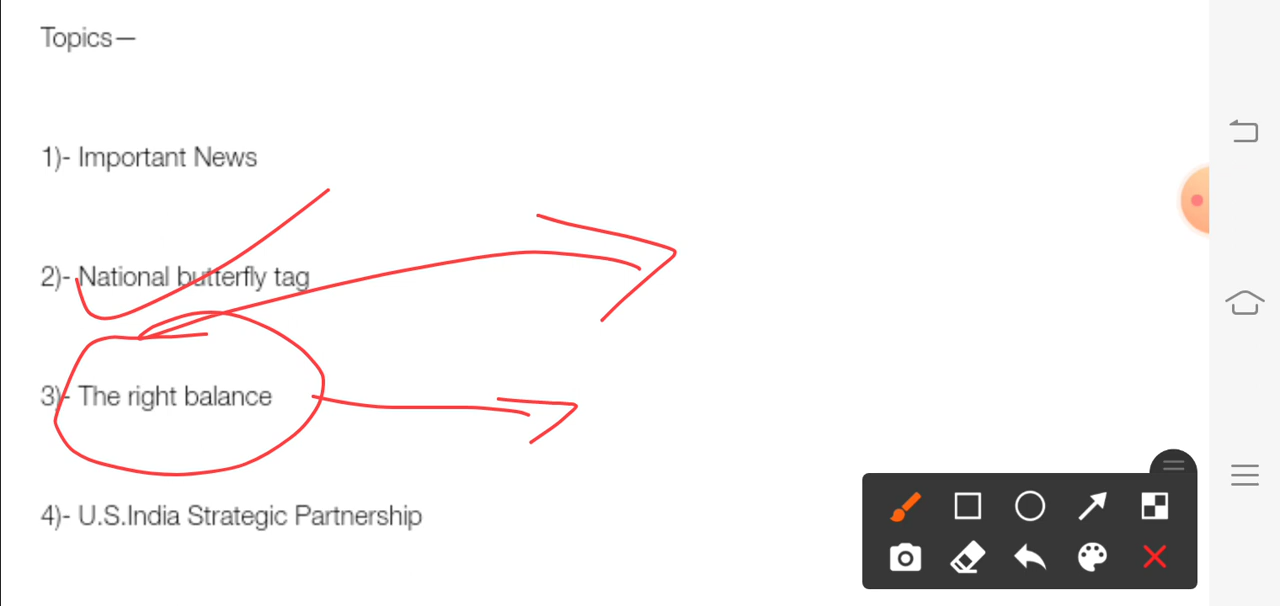 Topics—
1)- Important News
2)- National butterfly tag
3)- The right balance
4)- U.S.India Strategic Partnership